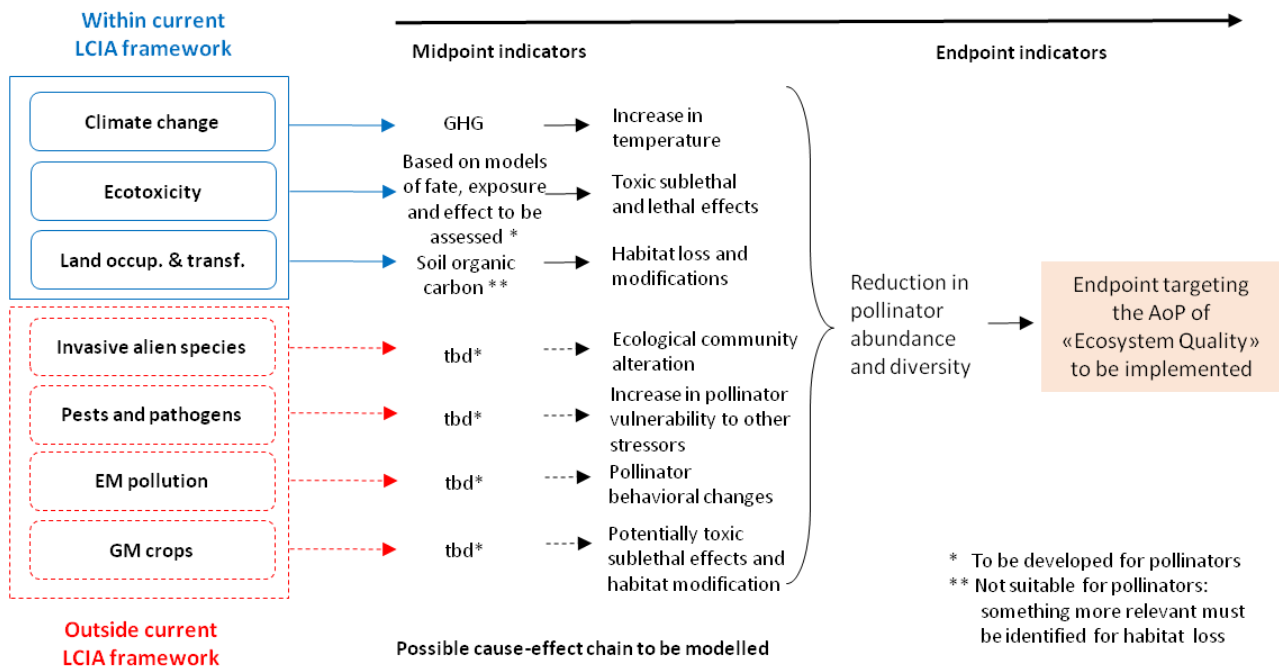 Within current
LCIA framework
Midpoint indicators
Endpoint indicators
Climate change
GHG
Increase in
temperature
Ecotoxicity
Based on models
of fate, exposure
and effect to be
assessed *
Toxic sublethal
and lethal effects
Land occup. & transf.
Soil organic
carbon **
Habitat loss and
modifications
Invasive alien species
tbd*
Ecological community
alteration
Pests and pathogens
tbd*
Increase in pollinator
vulnerability to other
stressors
EM pollution
tbd*
Pollinator
behavioral changes
GM crops
tbd*
Potentially toxic
sublethal effects and
habitat modification
Reduction in
pollinator
abundance
and diversity
Endpoint targeting
the AoP of
«Ecosystem Quality»
to be implemented
* To be developed for pollinators
** Not suitable for pollinators:
something more relevant must
be identified for habitat loss
Outside current
LCIA framework
Possible cause-effect chain to be modelled